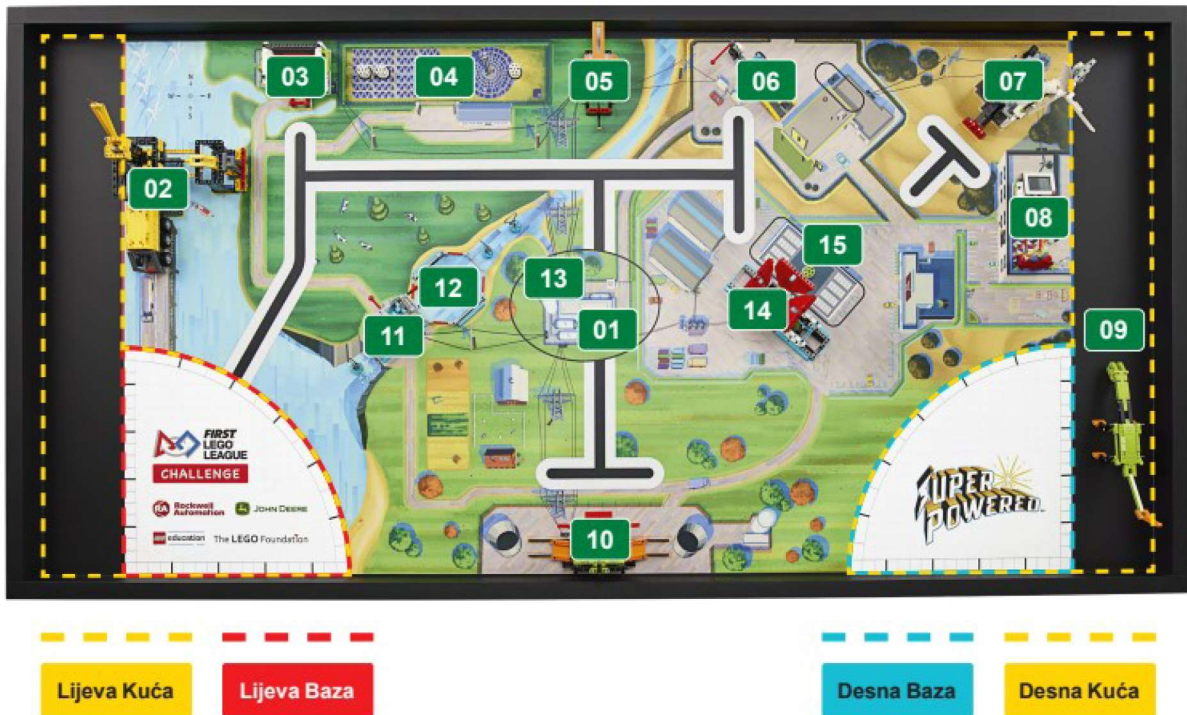 03
04
05
06
07
02
08
15
13
12
14
01
11
09
10
FIRST
LEGO
LEAGUE
CHALLENGE
Rockwell
Automation
JOHN DEERE
education
The LEGO Foundation
SUPER
POWERED
Lijeva Kuća
Lijeva Baza
Desna Baza
Desna Kuća